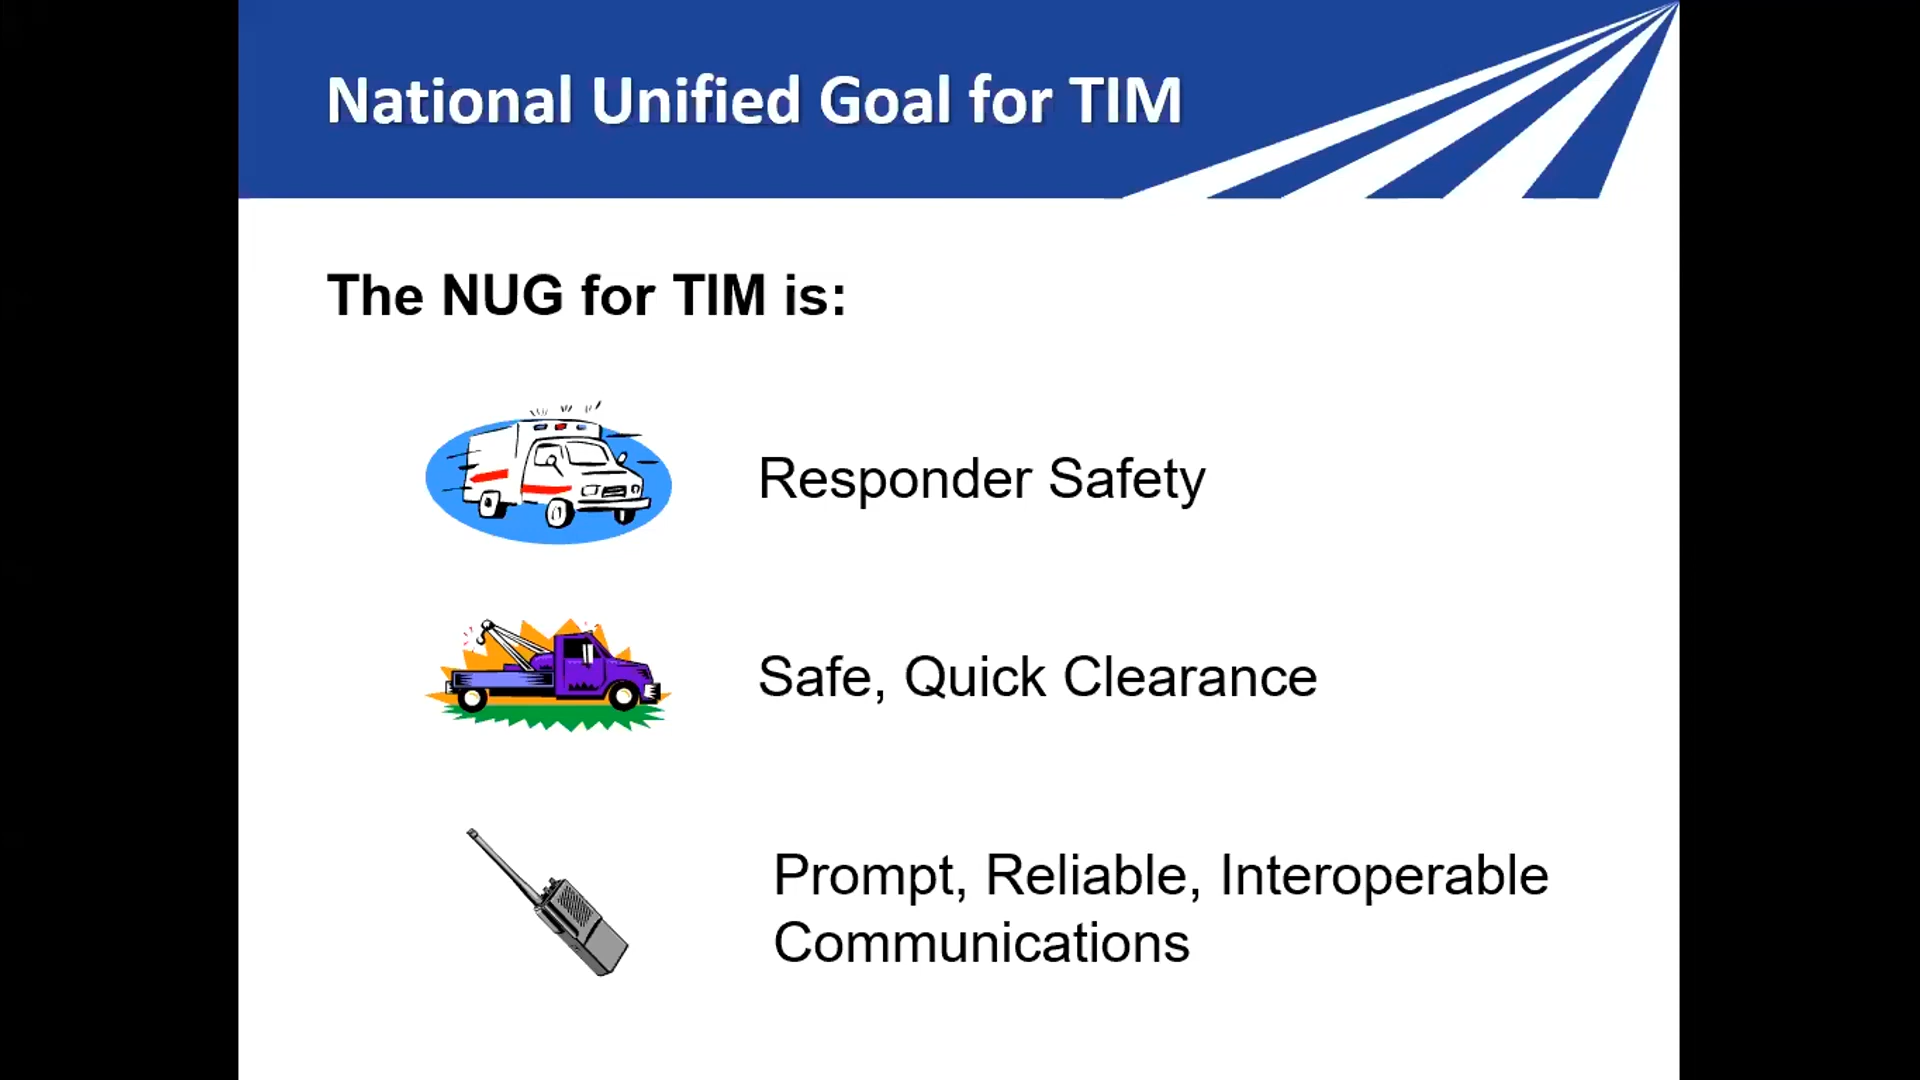 National Unified Goal for TIM
The NUG for TIM is:
Responder Safety
Safe, Quick Clearance
Prompt, Reliable, Interoperable
Communications